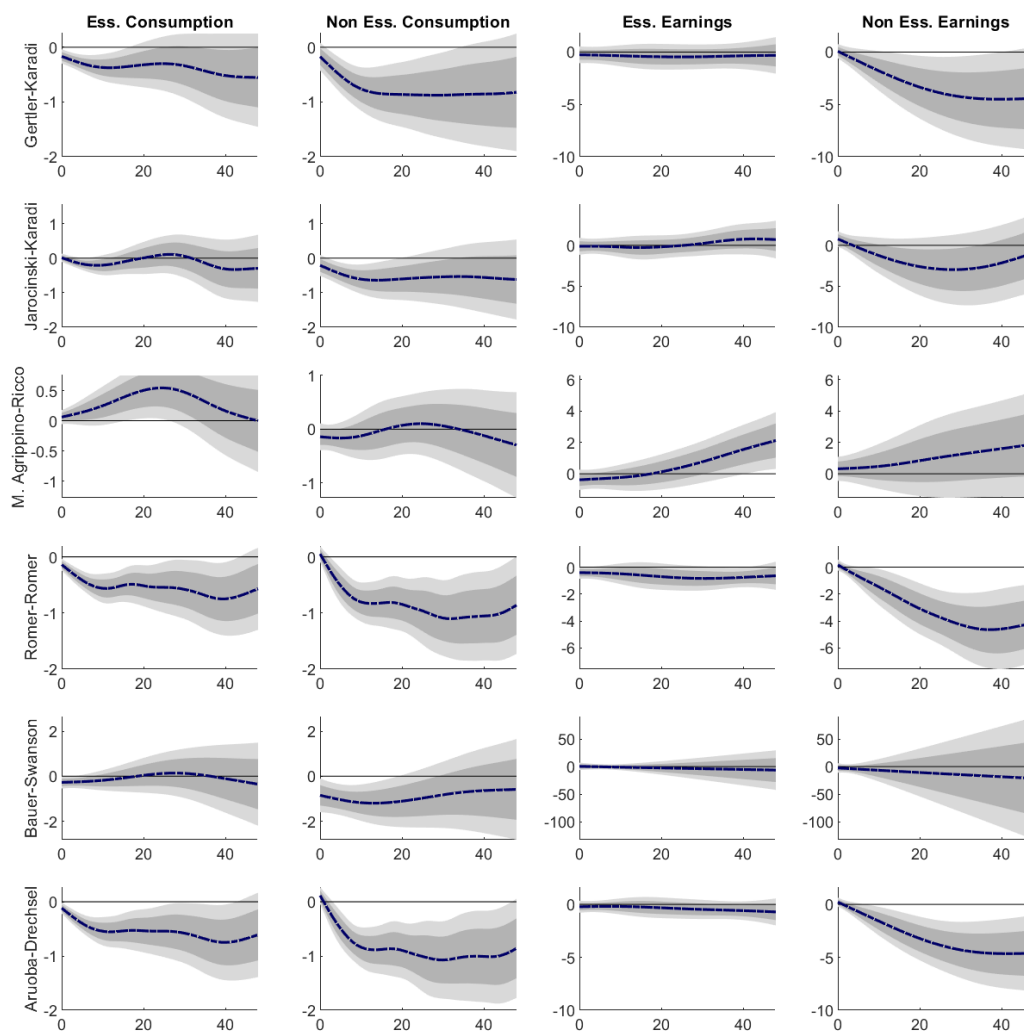 Ess. Consumption Non Ess. Consumption Ess. Earnings Non Ess. Earnings
Gertler-Karadi
0 0 0 0
-1 -1 -5 -5
-2 -2 -10 -10
0 20 40 0 20 40 0 20 40 0 20 40
Jarocinski-Karadi
1 1
0 0 0 0
-1 -1 -5 -5
-2 -2 -10 -10
0 20 40 0 20 40 0 20 40 0 20 40
M. Agrippino-Ricco
0.5 1 6 6
0 0 4 4
-0.5 2 2
-1 -1 0 0
0 20 40 0 20 40 0 20 40 0 20 40
Romer-Romer
0 0 0 0
-2 -2
-1 -1 -4 -4
-6 -6
-2 -2
0 20 40 0 20 40 0 20 40 0 20 40
Bauer-Swanson
2 2 50 50
0 0 0 0
-50 -50
-2 -2 -100 -100
0 20 40 0 20 40 0 20 40 0 20 40
Aruoba-Drechsel
0 0 0 0
-1 -1 -5 -5
-2 -2 -10 -10
0 20 40 0 20 40 0 20 40 0 20 40